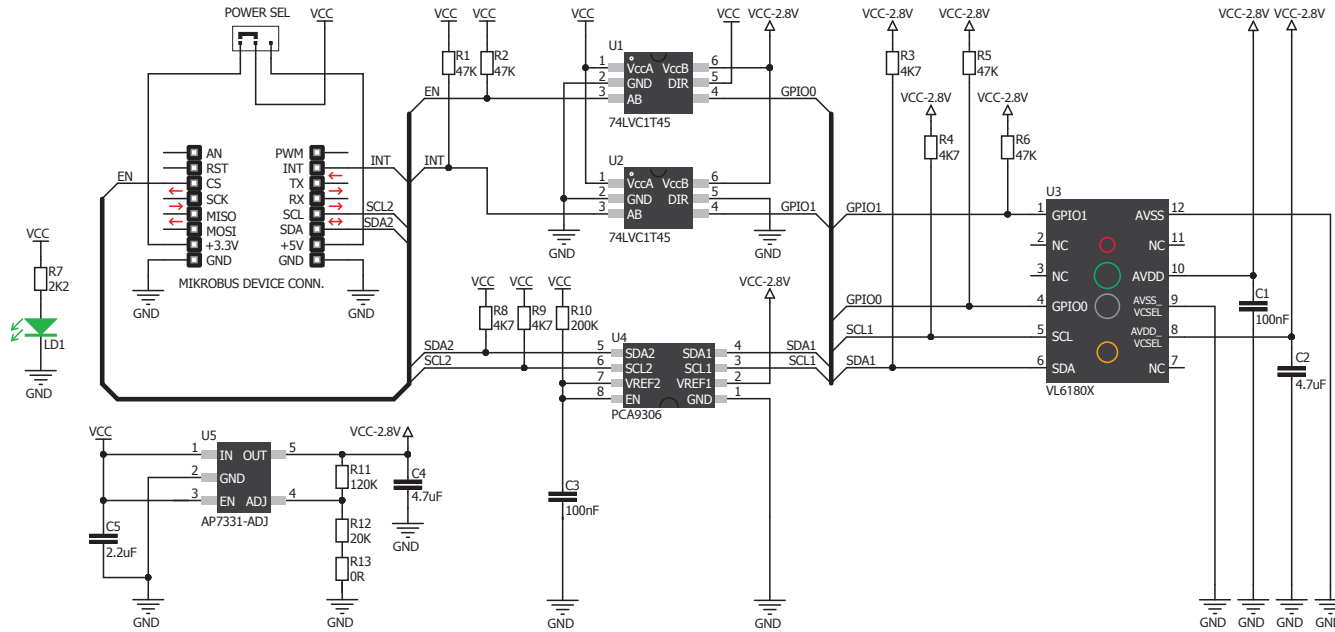 POWER SEL
VCC
VCC
VCC
VCC-2.8V
VCC
VCC-2.8V
VCC-2.8V
VCC-2.8V
VCC-2.8V
R1
47K
R2
47K
U1
1 VccA VccB 6
2 GND DIR 5
3 AB 4
74LVC1T45
EN
GPIO0
R3
4K7
R5
47K
VCC-2.8V
VCC-2.8V
R4
4K7
R6
47K
AN PWM
RST INT
CS TX
SCK RX
MISO SCL
MOSI SDA
+3.3V +5V
GND GND
MIKROBUS DEVICE CONN.
EN
INT
INT
SCL2
SDA2
GND
GND
U2
1 VccA VccB 6
2 GND DIR 5
3 AB 4
74LVC1T45
GPIO1
GND
GND
U3
1 GPIO1 AVSS 12
2 NC NC 11
3 NC AVDD 10
4 GPIO0 AVSS_ VCSEL 9
5 SCL AVDD_ VCSEL 8
6 SDA NC 7
VL6180X
GPIO1
GPIO0
SCL1
SDA1
C1
100nF
C2
4.7uF
VCC
R7
2K2
LD1
GND
VCC
VCC
VCC
VCC-2.8V
R8
4K7
R9
4K7
R10
200K
U4
5 SDA2 SDA1 4
6 SCL2 SCL1 3
7 VREF2 VREF1 2
8 EN GND 1
PCA9306
SDA2
SCL2
SDA1
SCL1
C3
100nF
GND
GND
VCC
VCC-2.8V
U5
1 IN OUT 5
2 GND
3 EN ADJ 4
AP7331-ADJ
R11
120K
R12
20K
R13
0R
C4
4.7uF
GND
C5
2.2uF
GND
GND
GND
GND
GND
GND